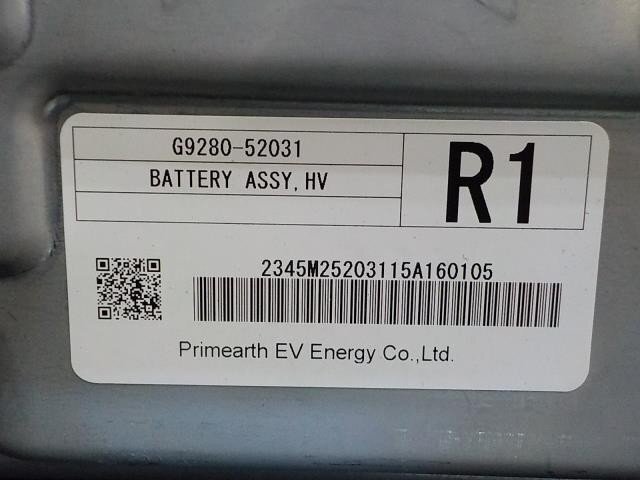 G9280-52031
BATTERY ASSY, HV
R1
2345M25203115A160105
Primearth EV Energy Co.,Ltd.